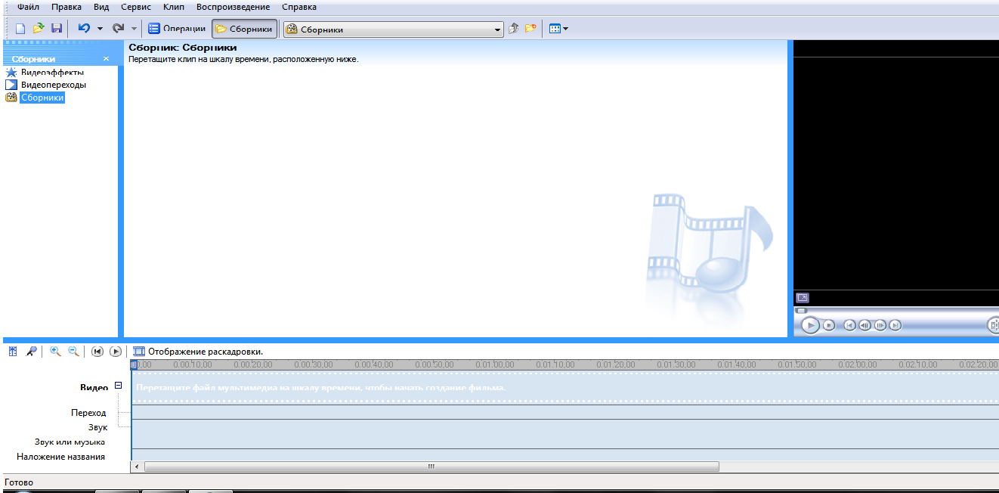 Файл Правка Вид Сервис Клип Воспроизведение Справка
Операции Сборники Сборники
Сборники
Видеоэффекты
Видеопереходы
Сборники
Сборник: Сборники
Перетащите клип на шкалу времени, расположенную ниже.
Отображение раскадровки.
0,00 0:00:10,00 0:00:20,00 0:00:30,00 0:00:40,00 0:00:50,00 0:01:00,00 0:01:10,00 0:01:20,00 0:01:30,00 0:01:40,00 0:01:50,00 0:02:00,00 0:02:10,00 0:02:20,00
Видео
Перетащите файл мультимедиа на шкалу времени, чтобы начать создание фильма.
Переход
Звук
Звук или музыка
Наложение названия
Готово